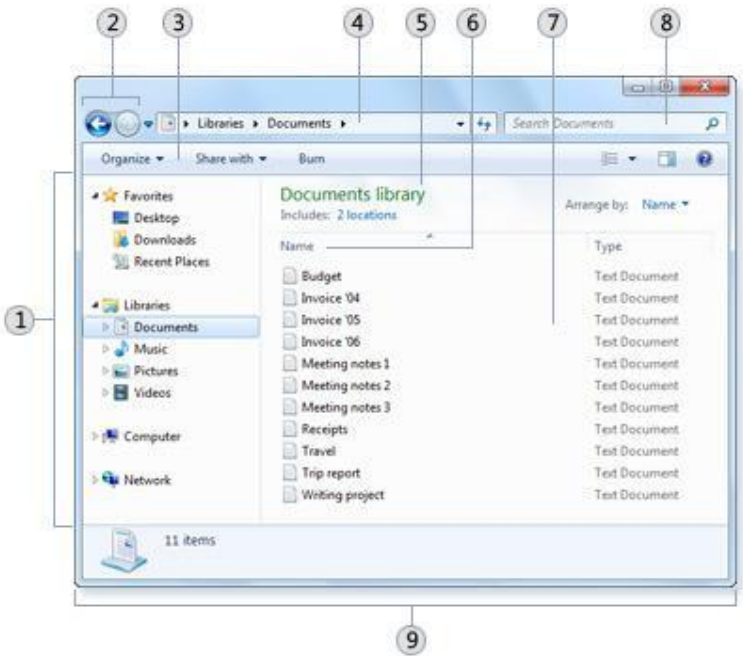 2 3 4 5 6 7 8
Libraries Documents Search Documents
Organize Share with Burn
Favorites
Desktop
Downloads
Recent Places
Libraries
Documents
Music
Pictures
Videos
Computer
Network
1
Documents library
Includes: 2 locations
Arrange by: Name
Name Type
Budget Text Document
Invoice '04 Text Document
Invoice '05 Text Document
Invoice '06 Text Document
Meeting notes 1 Text Document
Meeting notes 2 Text Document
Meeting notes 3 Text Document
Receipts Text Document
Travel Text Document
Trip report Text Document
Writing project Text Document
11 items
9